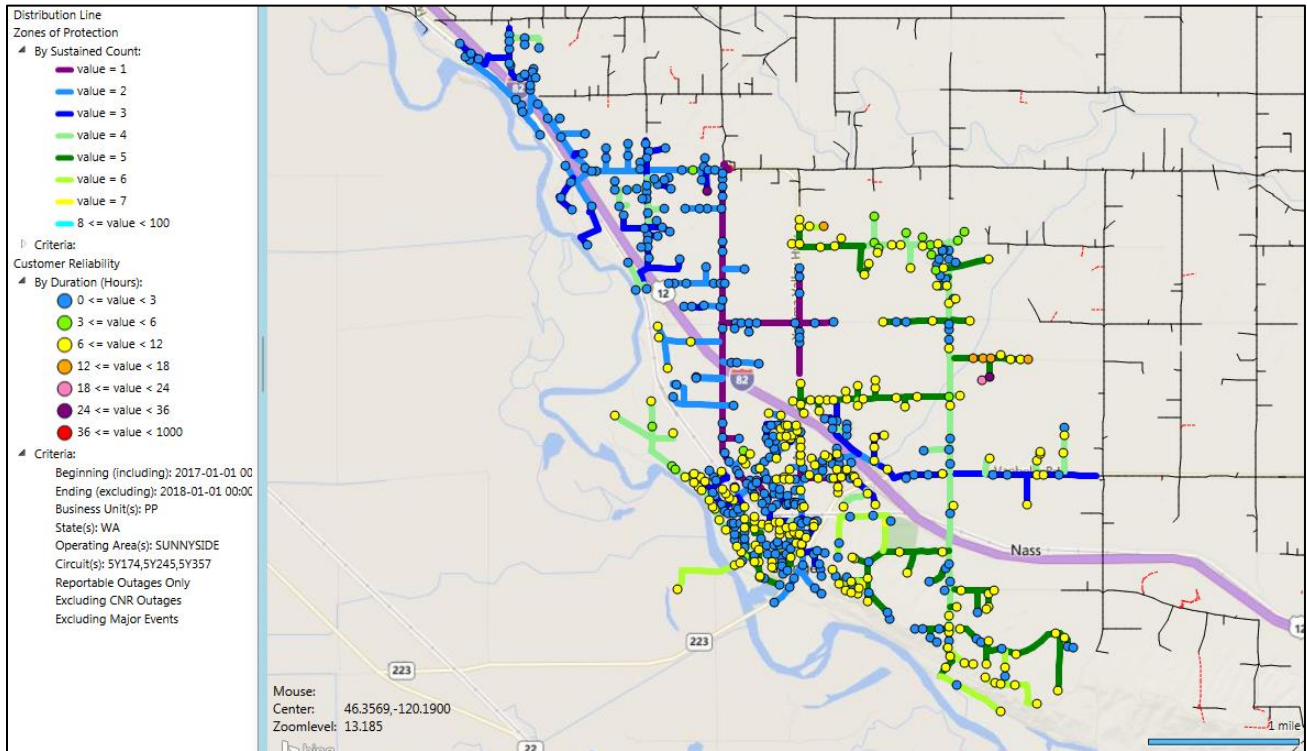 Distribution Line
Zones of Protection
By Sustained Count:
value = 1
value = 2
value = 3
value = 4
value = 5
value = 6
value = 7
8 <= value < 100
Criteria:
Customer Reliability
By Duration (Hours):
0 <= value < 3
3 <= value < 6
6 <= value < 12
12 <= value < 18
18 <= value < 24
24 <= value < 36
36 <= value < 1000
Criteria:
Beginning (including): 2017-01-01 00
Ending (excluding): 2018-01-01 00:00
Business Unit(s): PP
State(s): WA
Operating Area(s): SUNNYSIDE
Circuit(s): 5Y174,5Y245,5Y357
Reportable Outages Only
Excluding CNR Outages
Excluding Major Events
82
12
82
Nass
12
223
223
22
Mouse:
Center: 46.3569,-120.1900
Zoomlevel: 13.185
1 mile
bing